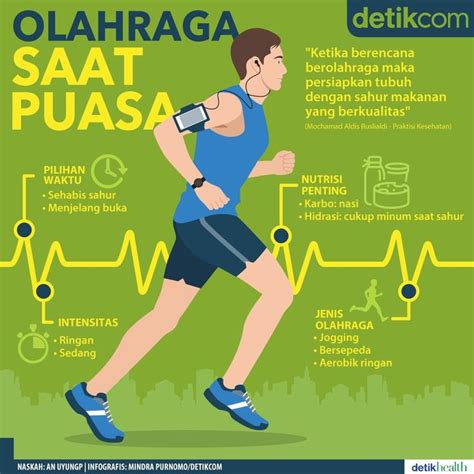 OLAHRAGA
SAAT
PUASA
detikcom
"Ketika berencana
berolahraga maka
persiapkan tubuh
dengan sahur makanan
yang berkualitas"
(Mochamad Aldis Buslialdi - Praktisi Kesehatan)
PILIHAN
WAKTU
• Sehabis sahur
• Menjelang buka
NUTRISI
PENTING
• Karbo: nasi
• Hidrasi: cukup minum saat sahur
INTENSITAS
• Ringan
• Sedang
JENIS
OLAHRAGA
• Jogging
• Bersepeda
• Aerobik ringan
NASKAH: AN UYUNGP | INFOGRAFIS: MINDRA PURNOMO/DETIKCOM
detikhealth